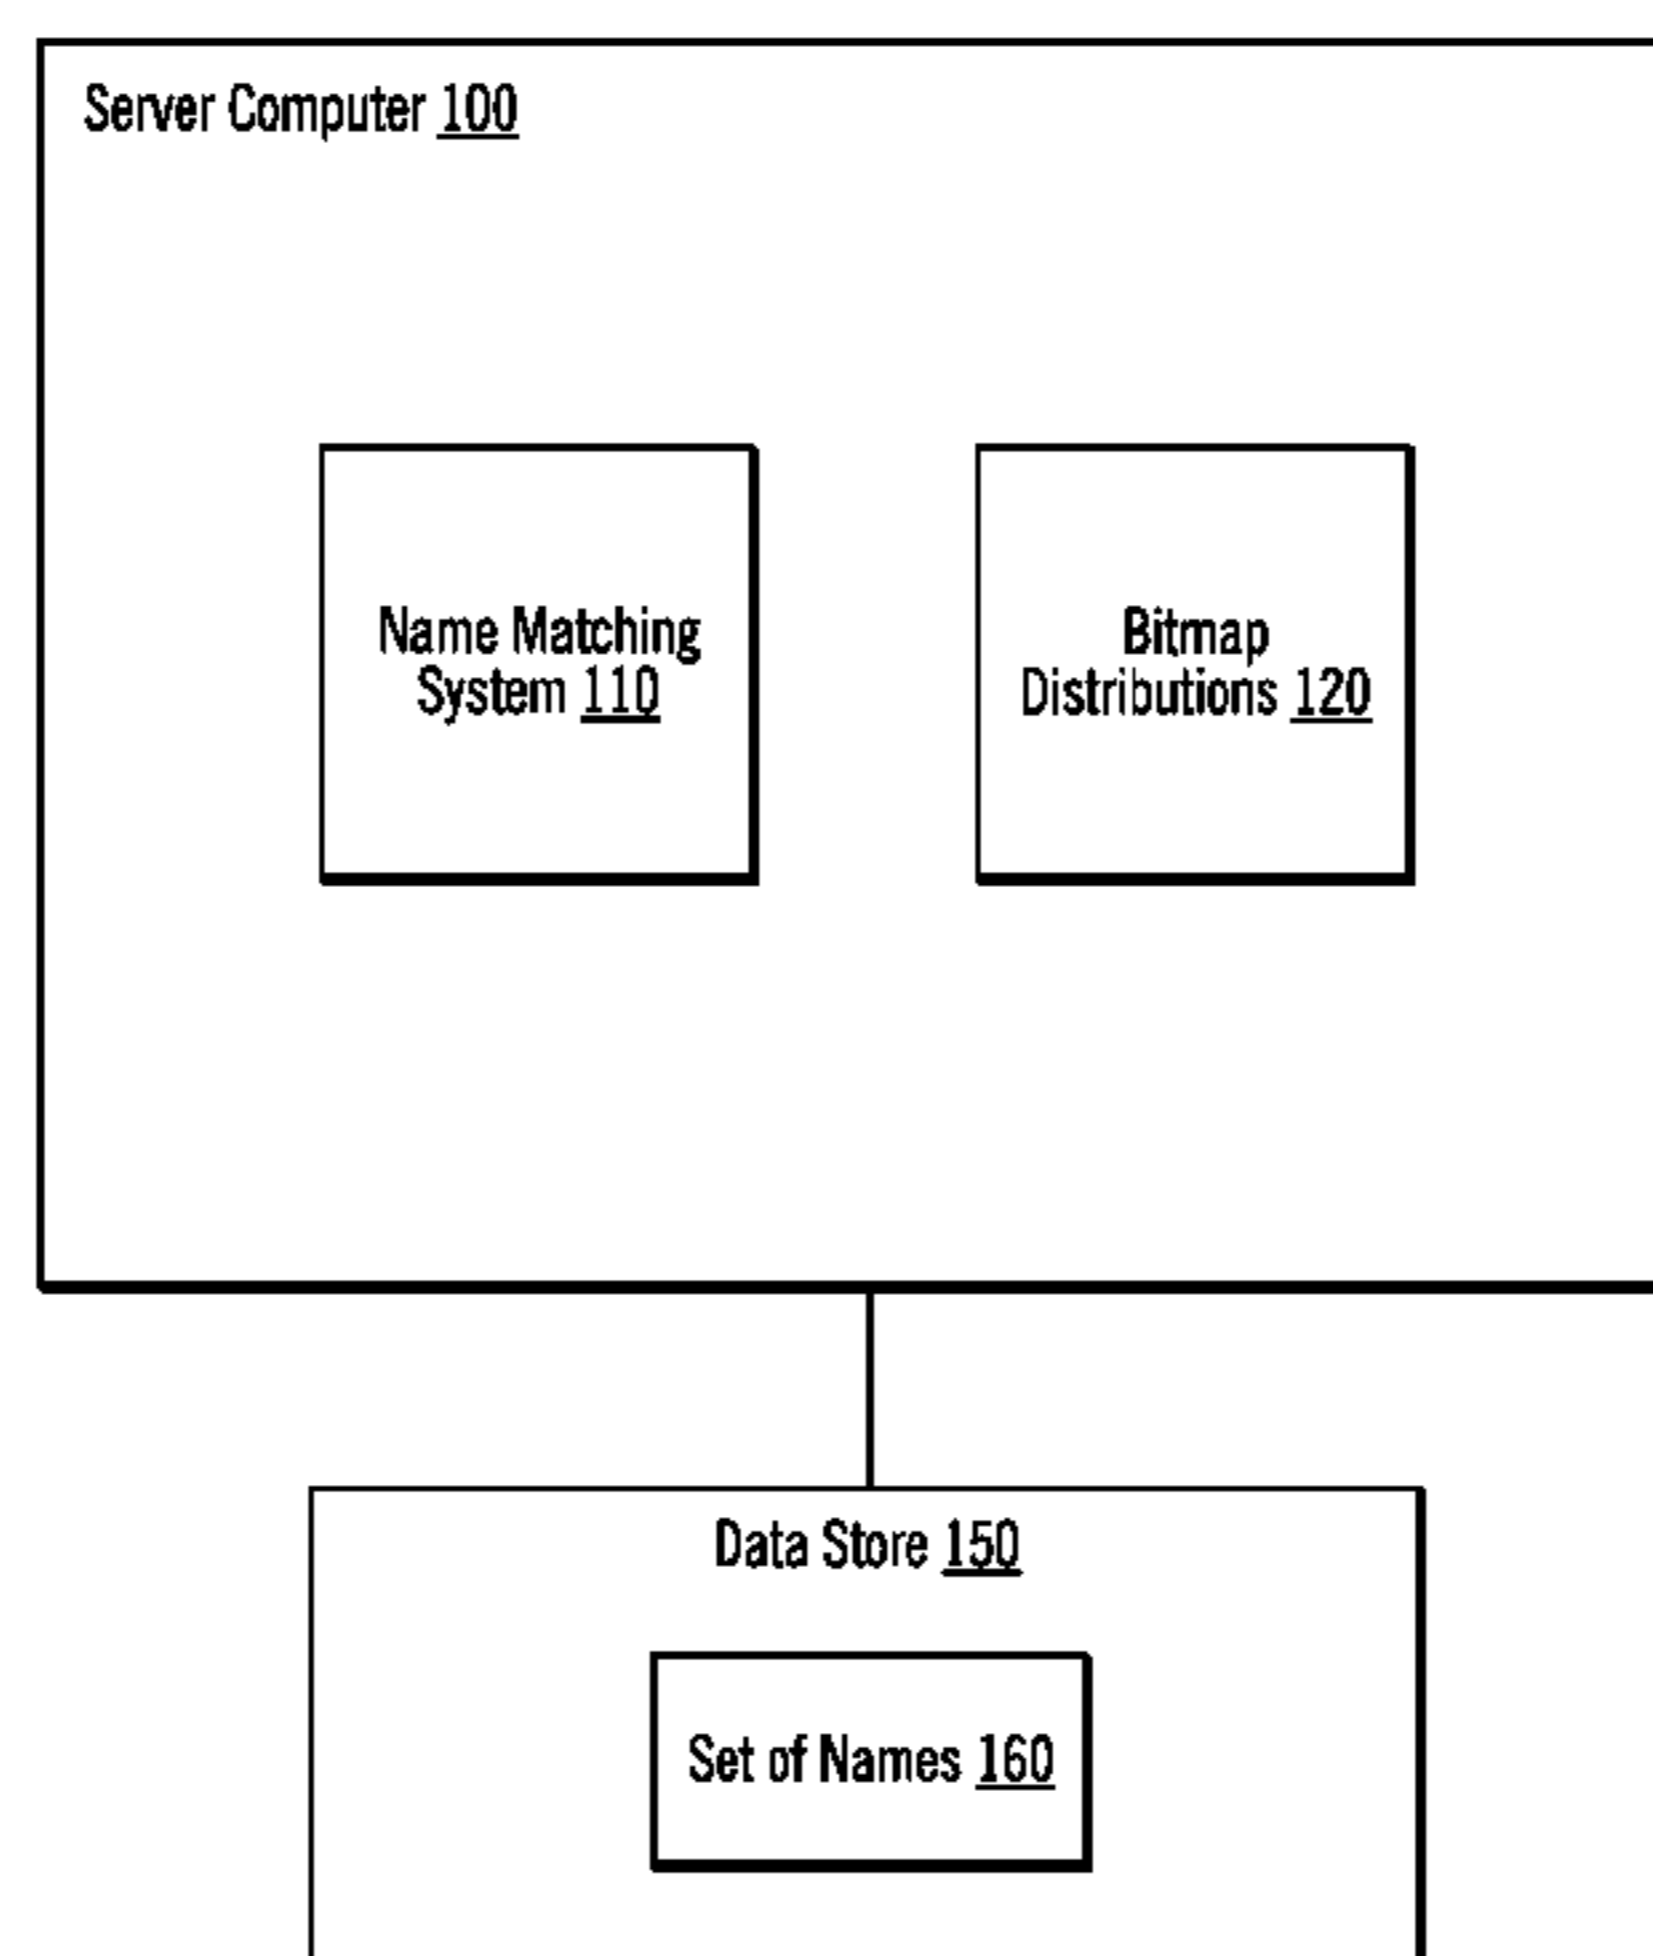 Server Computer 100
Name Matching
System 110
Bitmap
Distributions 120
Data Store 150
Set of Names 160